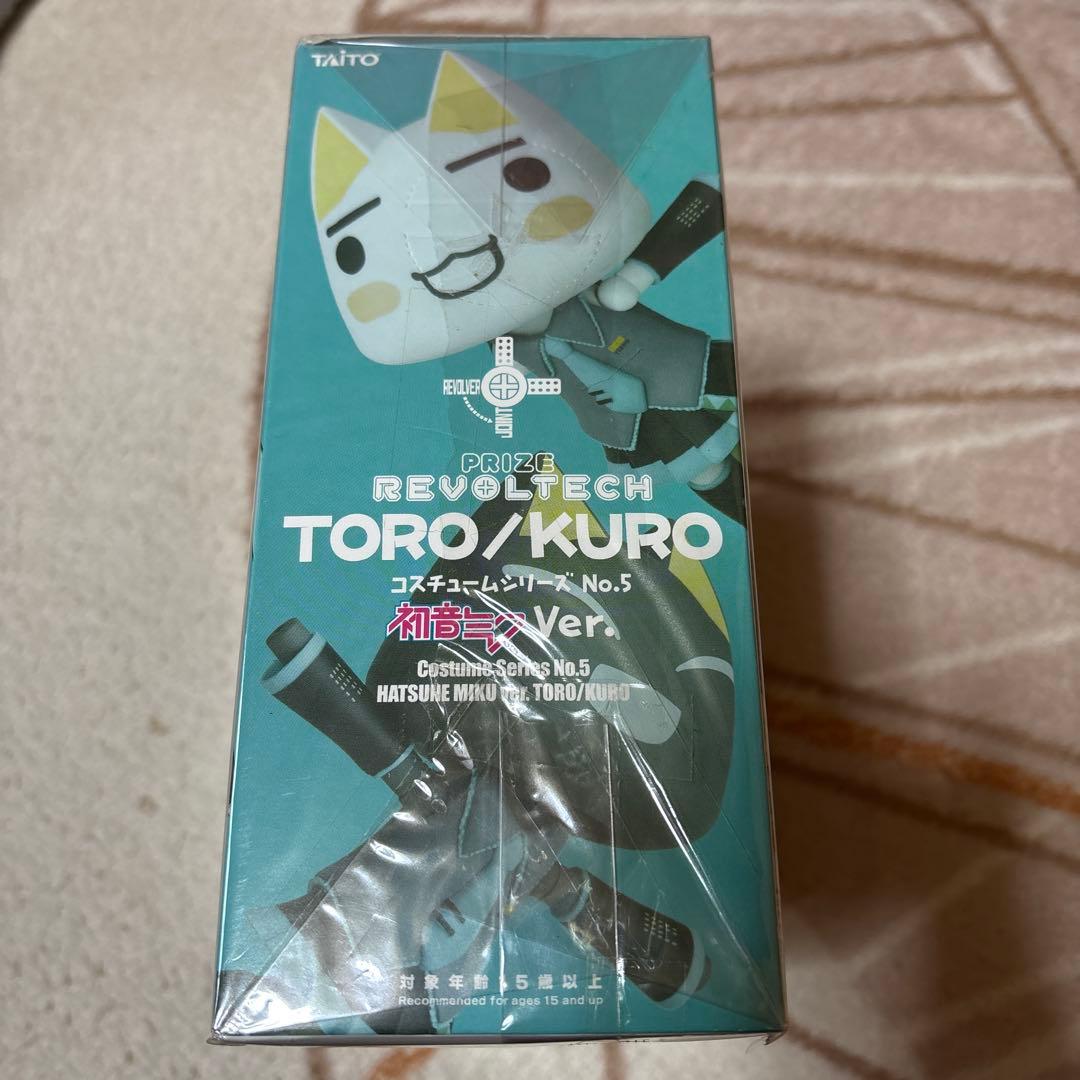 TAITO
REVOLVER
JOINT
PRIZE
REVOLTECH
TORO/KURO
コスチュームシリーズ No.5
初音ミク Ver.
Costume Series No.5
HATSUNE MIKU ver. TORO/KURO
対象年齢15歳以上
Recommended for ages 15 and up